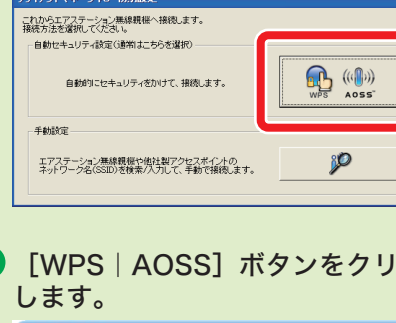 これからエアステーション無線親機へ接続します。
接続方法を選択してください。
自動セキュリティ設定(通常はこちらを選択)
自動的にセキュリティをかけて、接続します。
WPS AOSS™
手動設定
エアステーション無線親機や他社製アクセスポイントの
ネットワーク名(SSID)を検索/入力して、手動で接続します。
［WPS｜AOSS］ボタンをクリ
します。